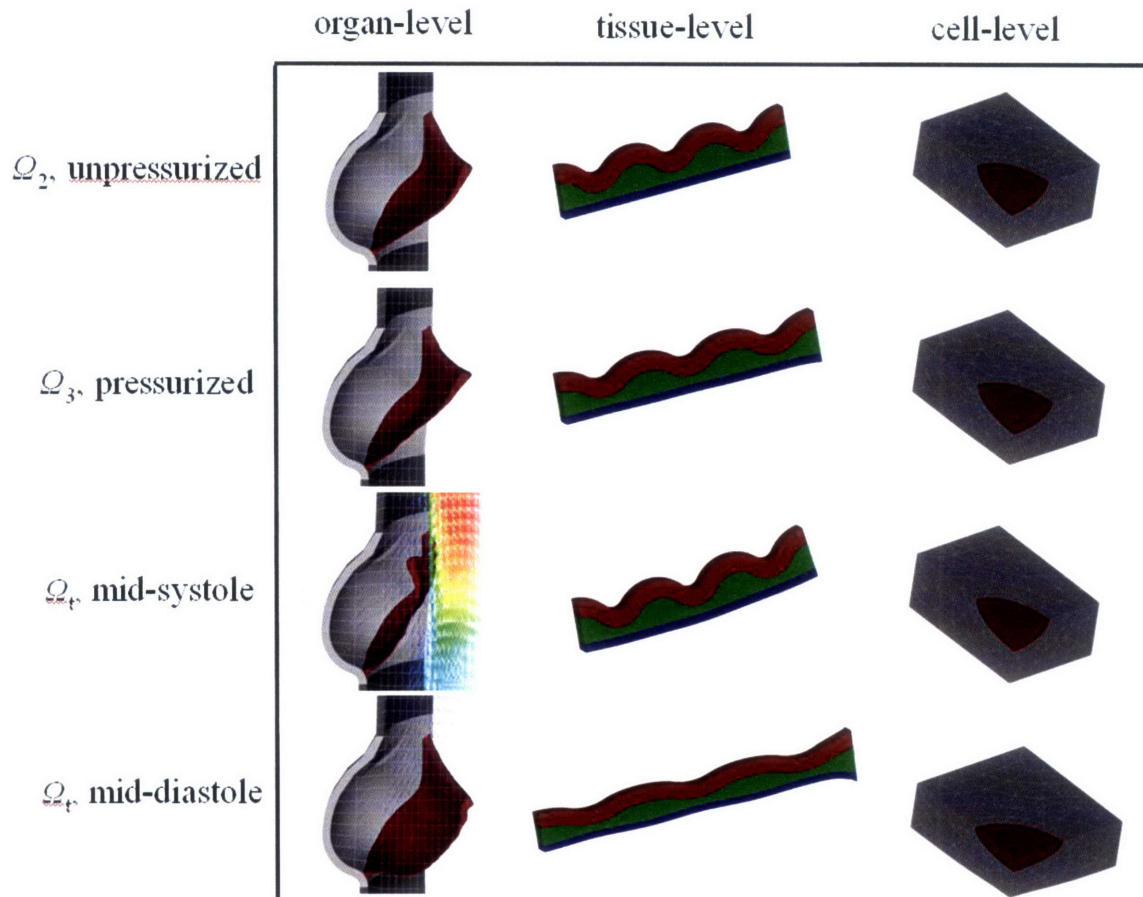 organ-level tissue-level cell-level
Ω₂, unpressurized
Ω₃, pressurized
Ωₜ, mid-systole
Ωₜ, mid-diastole